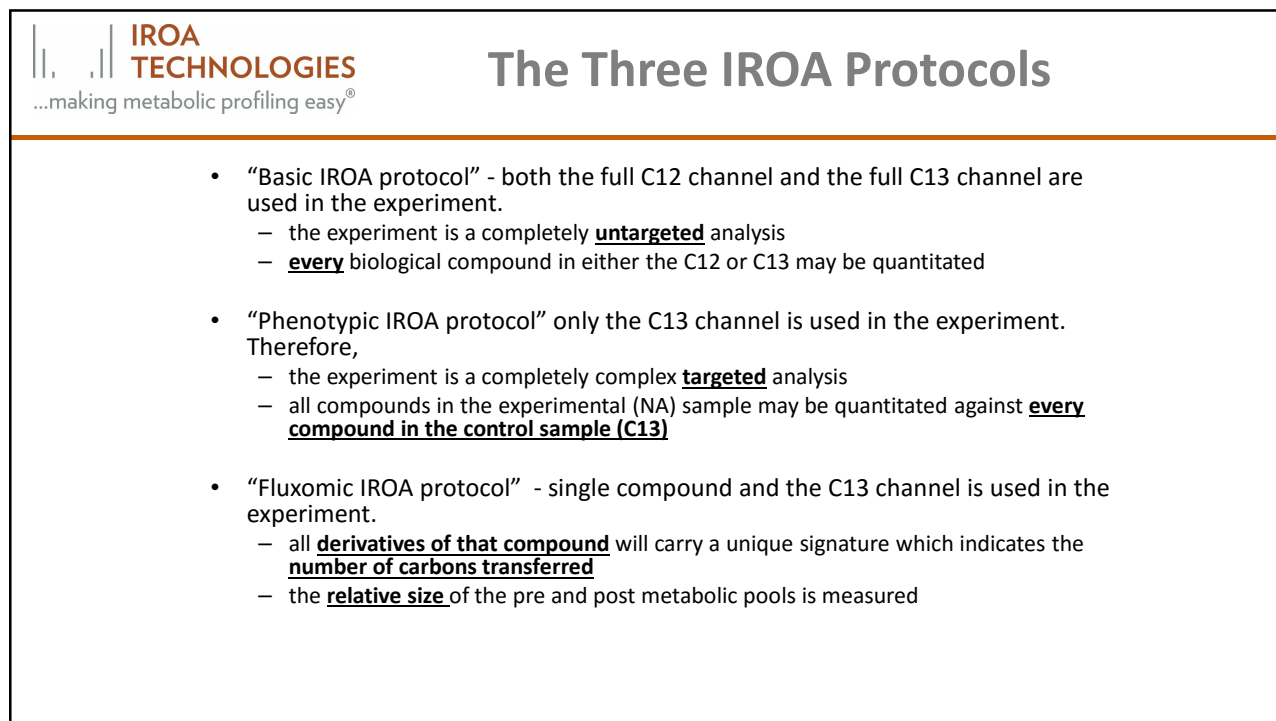 IROA
TECHNOLOGIES
...making metabolic profiling easy®
The Three IROA Protocols
• “Basic IROA protocol” - both the full C12 channel and the full C13 channel are
used in the experiment.
– the experiment is a completely untargeted analysis
– every biological compound in either the C12 or C13 may be quantitated
• “Phenotypic IROA protocol” only the C13 channel is used in the experiment.
Therefore,
– the experiment is a completely complex targeted analysis
– all compounds in the experimental (NA) sample may be quantitated against every
compound in the control sample (C13)
• “Fluxomic IROA protocol”  - single compound and the C13 channel is used in the
experiment.
– all derivatives of that compound will carry a unique signature which indicates the
number of carbons transferred
– the relative size of the pre and post metabolic pools is measured